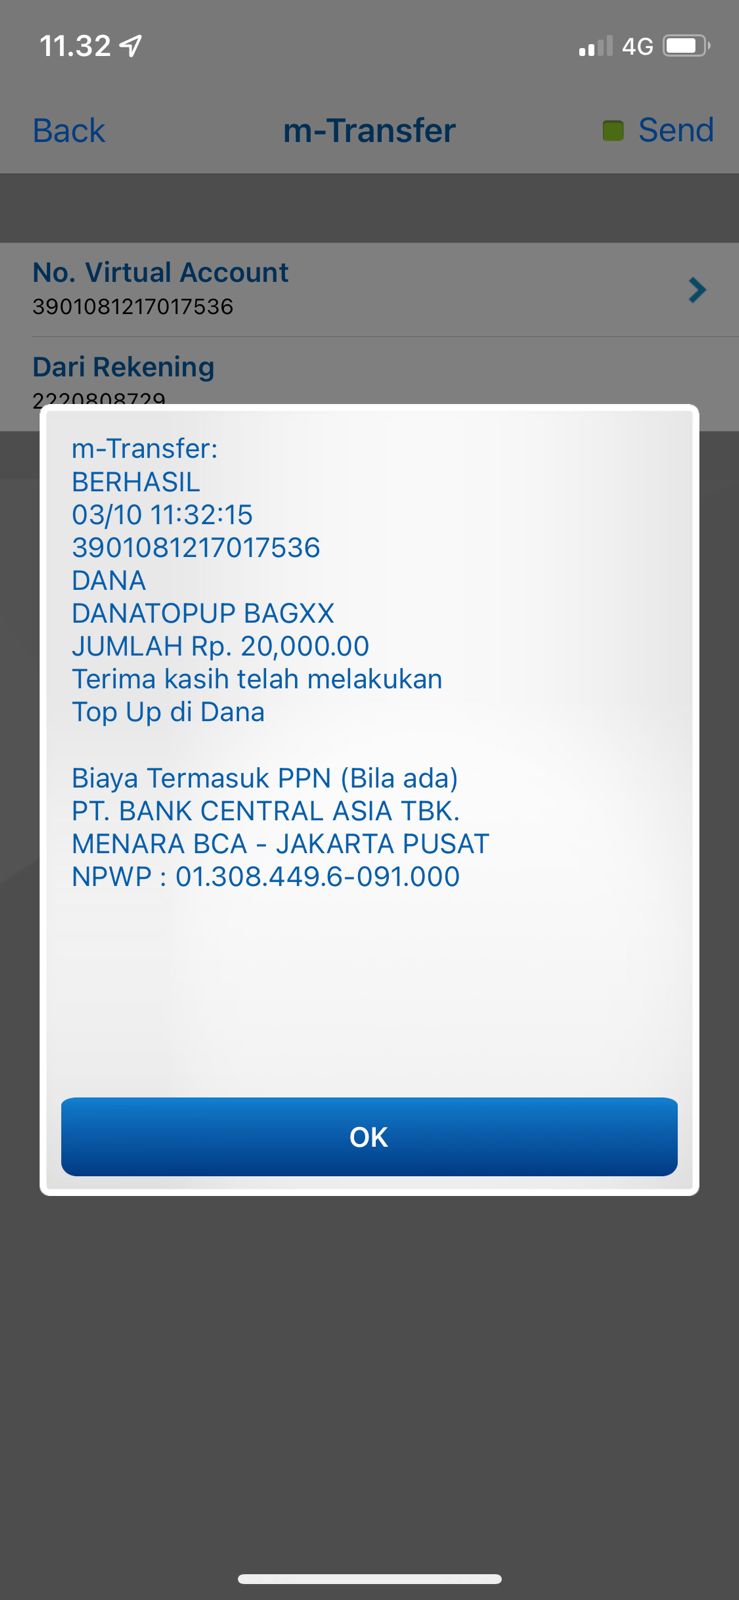 11.32
4G
Back
m-Transfer
Send
No. Virtual Account
3901081217017536
Dari Rekening
2220808729
m-Transfer:
BERHASIL
03/10 11:32:15
3901081217017536
DANA
DANATOPUP BAGXX
JUMLAH Rp. 20,000.00
Terima kasih telah melakukan
Top Up di Dana
Biaya Termasuk PPN (Bila ada)
PT. BANK CENTRAL ASIA TBK.
MENARA BCA - JAKARTA PUSAT
NPWP : 01.308.449.6-091.000
OK